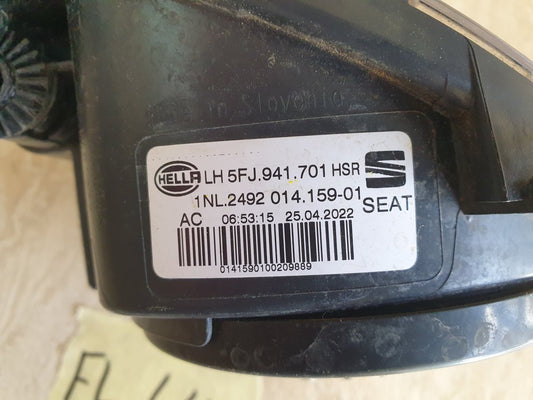 in Slovenia
HELLA LH 5FJ.941.701 HSR
1NL.2492 014.159-01
AC 06:53:15 25.04.2022 SEAT
0141590100209889